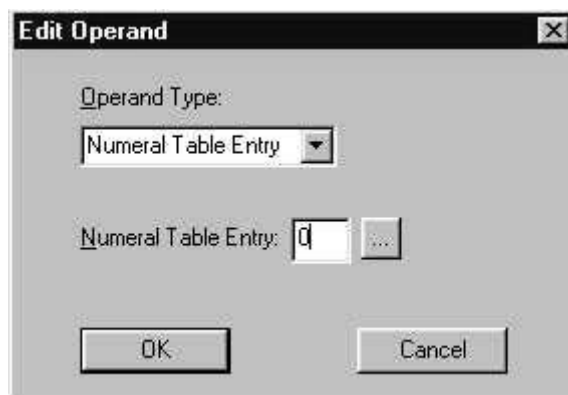 Edit Operand
Operand Type:
Numeral Table Entry
Numeral Table Entry: 0 ...
OK Cancel